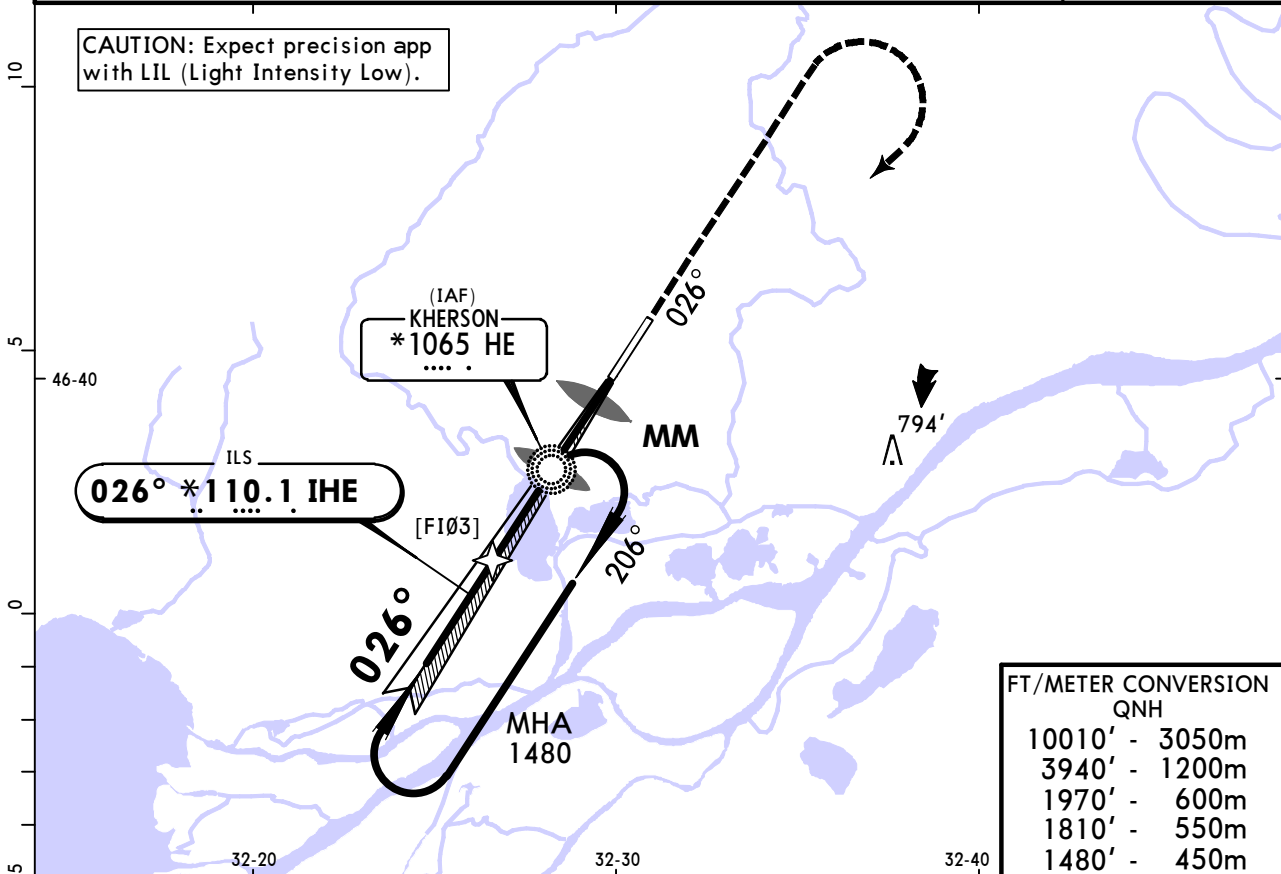 CAUTION: Expect precision app
with LIL (Light Intensity Low).
10
026°
(IAF)
KHERSON
*1065 HE
5
46-40
794'
MM
ILS
026° *110.1 IHE
[FIØ3]
206°
026°
0
MHA
1480
FT/METER CONVERSION
QNH
10010' - 3050m
3940' - 1200m
1970' - 600m
1810' - 550m
1480' - 450m
5
32-20
32-30
32-40